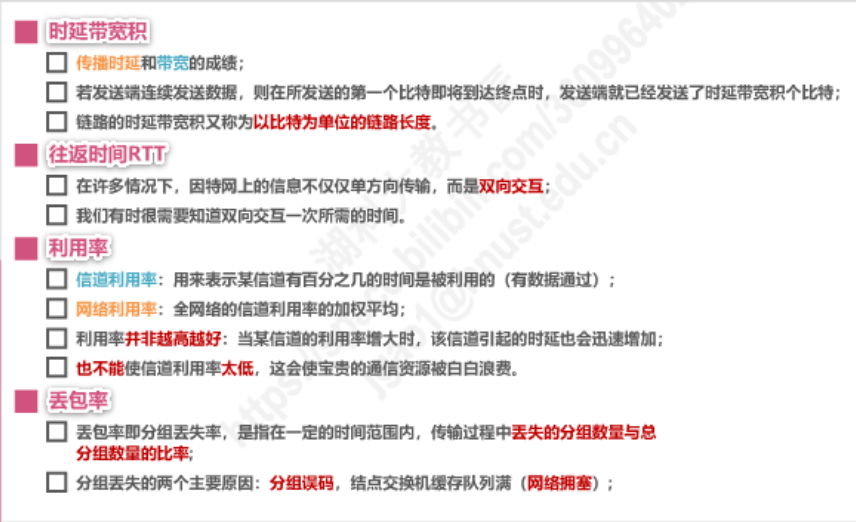 时延带宽积
传播时延和带宽的成绩；
若发送端连续发送数据，则在所发送的第一个比特即将到达终点时，发送端就已经发送了时延带宽积个比特；
链路的时延带宽积又称为以比特为单位的链路长度。
往返时间RTT
在许多情况下，因特网上的信息不仅仅单方向传输，而是双向交互；
我们有时很需要知道双向交互一次所需的时间。
利用率
信道利用率：用来表示某信道有百分之几的时间是被利用的（有数据通过）；
网络利用率：全网络的信道利用率的加权平均；
利用率并非越高越好：当某信道的利用率增大时，该信道引起的时延也会迅速增加；
也不能使信道利用率太低，这会使宝贵的通信资源被白白浪费。
丢包率
丢包率即分组丢失率，是指在一定的时间范围内，传输过程中丢失的分组数量与总
分组数量的比率；
分组丢失的两个主要原因：分组误码，结点交换机缓存队列满（网络拥塞）；